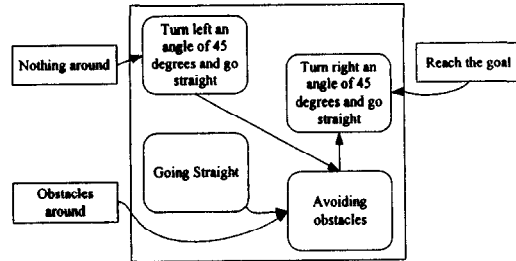 Turn left an
angle of 45
degrees and go
straight
Nothing around
Turn right an
angle of 45
degrees and go
straight
Reach the goal
Going Straight
Obstacles
around
Avoiding
obstacles